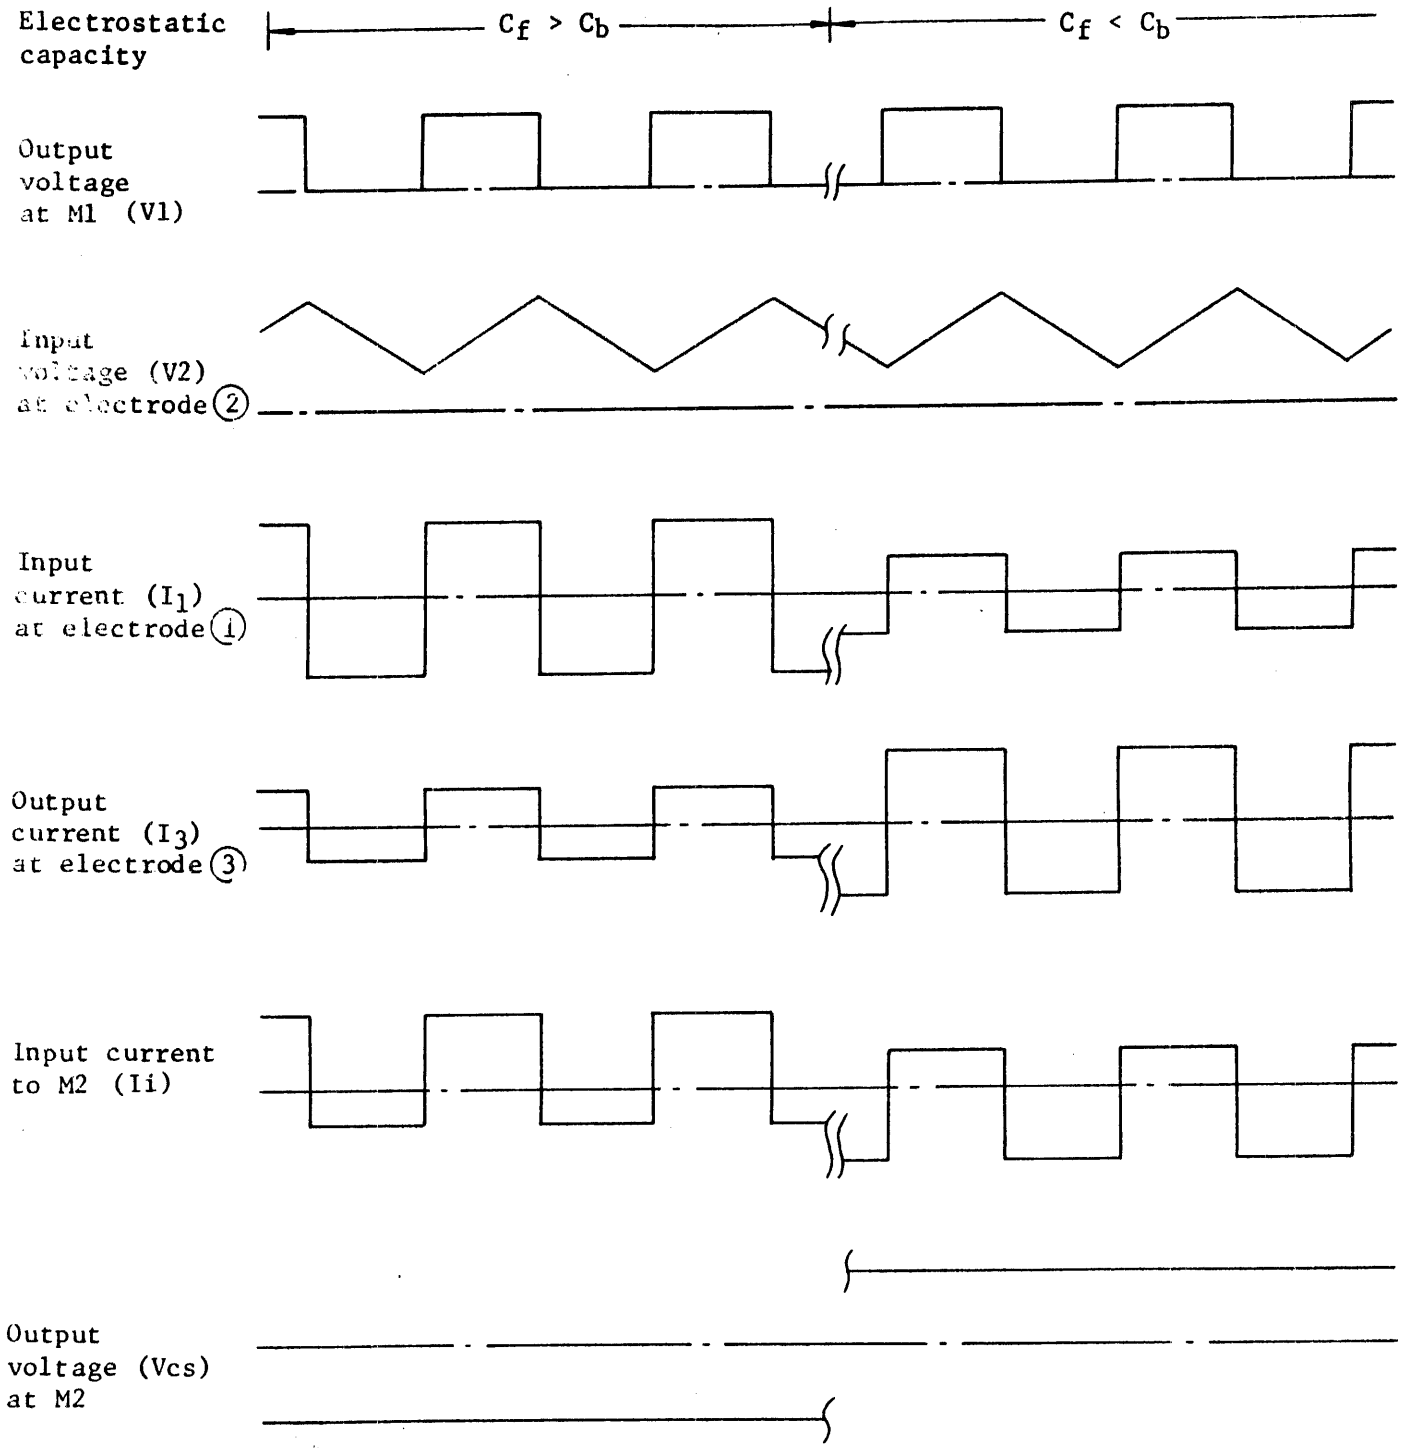 Electrostatic
capacity
Cf > Cb
Cf < Cb
Output
voltage
at M1 (V1)
Input
voltage (V2)
at electrode ②
Input
current (I1)
at electrode ①
Output
current (I3)
at electrode ③
Input current
to M2 (Ii)
Output
voltage (Vcs)
at M2